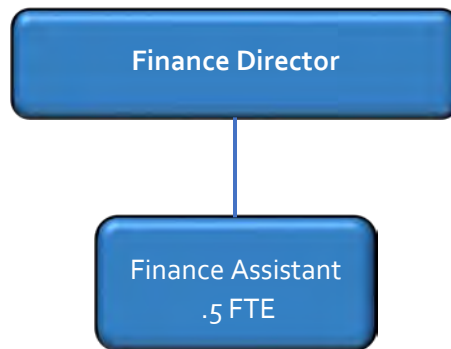 Finance Director
Finance Assistant
.5 FTE